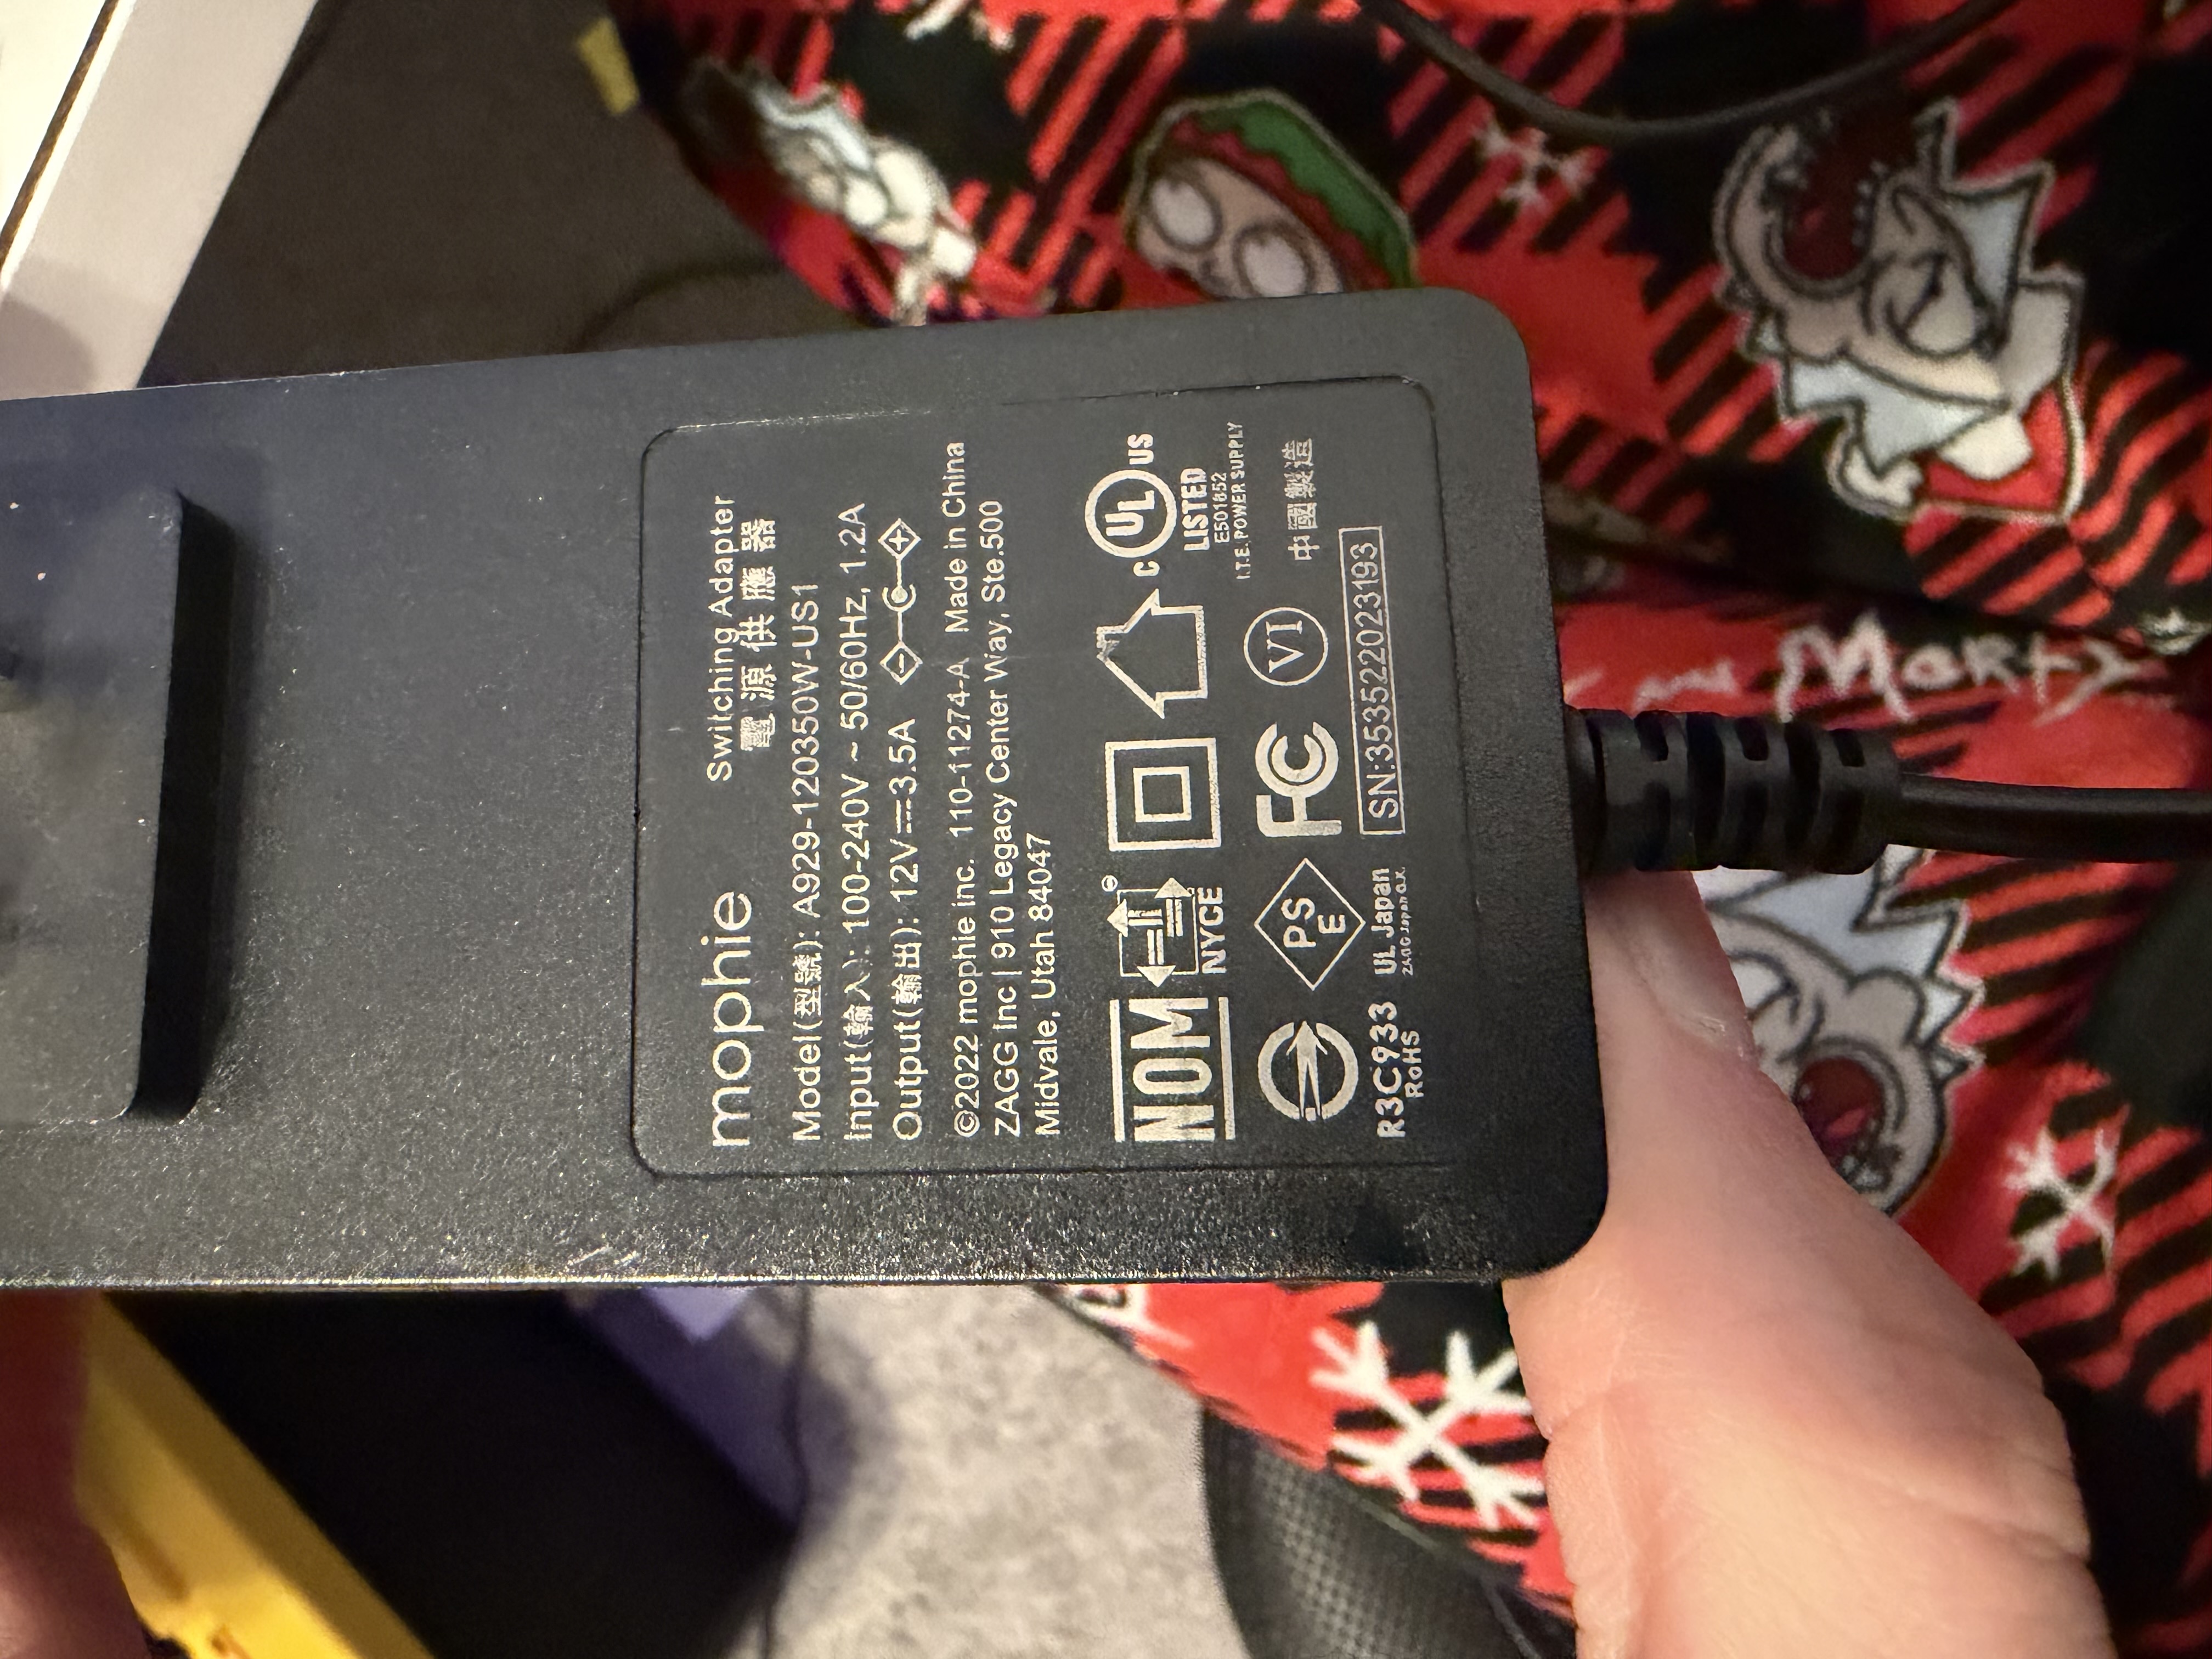 mophie
Switching Adapter
電源供應器
Model(型號): A929-120350W-US1
Input(輸入): 100-240V ~ 50/60Hz, 1.2A
Output(輸出): 12V⎓3.5A
©2022 mophie inc. 110-11274-A Made in China
ZAGG Inc | 910 Legacy Center Way, Ste.500
Midvale, Utah 84047
NOM
NYCE
C UL US
LISTED
E501652
I.T.E. POWER SUPPLY
PS
E
FC
VI
中國製造
R3C933
RoHS
UL Japan
ZAGG Japan G.K.
SN:353522023193
Morty